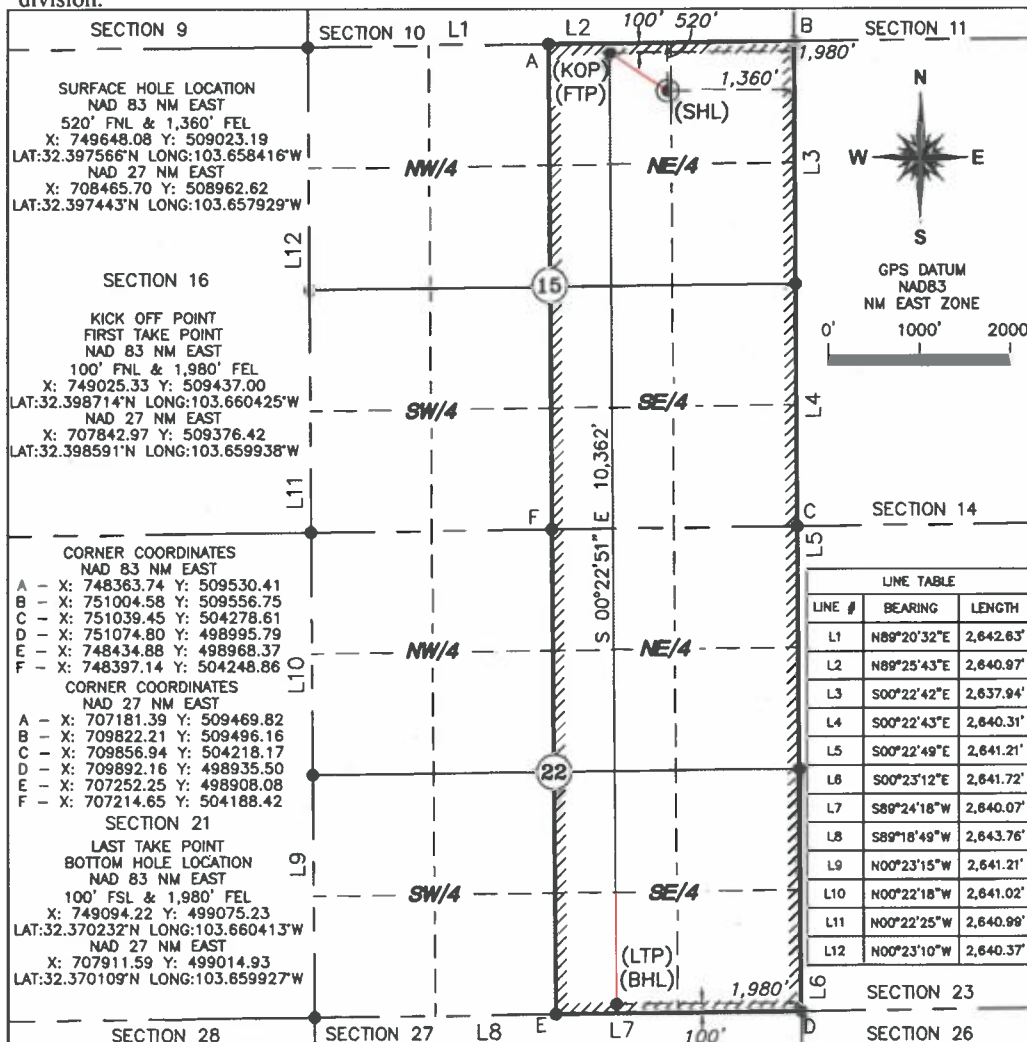 division.
SECTION 9
SECTION 10
L1
L2
100'
520'
B
SECTION 11
A
(KOP)
(FTP)
1,980'
1,360'
(SHL)
SURFACE HOLE LOCATION
NAD 83 NM EAST
520' FNL & 1,360' FEL
X: 749648.08 Y: 509023.19
LAT:32.397566°N LONG:103.658416°W
NAD 27 NM EAST
X: 708465.70 Y: 508962.62
LAT:32.397443°N LONG:103.657929°W
NW/4
NE/4
L3
N
W
E
S
L12
SECTION 16
15
GPS DATUM
NAD83
NM EAST ZONE
0' 1000' 2000'
KICK OFF POINT
FIRST TAKE POINT
NAD 83 NM EAST
100' FNL & 1,980' FEL
X: 749025.33 Y: 509437.00
LAT:32.398714°N LONG:103.660425°W
NAD 27 NM EAST
X: 707842.97 Y: 509376.42
LAT:32.398591°N LONG:103.659938°W
SW/4
SE/4
L4
S 00°22'51" E 10,362'
L11
F
C
SECTION 14
L5
CORNER COORDINATES
NAD 83 NM EAST
A - X: 748363.74 Y: 509530.41
B - X: 751004.58 Y: 509556.75
C - X: 751039.45 Y: 504278.61
D - X: 751074.80 Y: 498995.79
E - X: 748434.88 Y: 498968.37
F - X: 748397.14 Y: 504248.86
CORNER COORDINATES
NAD 27 NM EAST
A - X: 707181.39 Y: 509469.82
B - X: 709822.21 Y: 509496.16
C - X: 709856.94 Y: 504218.17
D - X: 709892.16 Y: 498935.50
E - X: 707252.25 Y: 498908.08
F - X: 707214.65 Y: 504188.42
L10
NW/4
NE/4
22
LINE TABLE
LINE # BEARING LENGTH
L1 N89°20'32"E 2,642.63'
L2 N89°25'43"E 2,640.97'
L3 S00°22'42"E 2,637.94'
L4 S00°22'43"E 2,640.31'
L5 S00°22'49"E 2,641.21'
L6 S00°23'12"E 2,641.72'
L7 S89°24'18"W 2,640.07'
L8 S89°18'49"W 2,643.76'
L9 N00°23'15"W 2,641.21'
L10 N00°22'18"W 2,641.02'
L11 N00°22'25"W 2,640.99'
L12 N00°23'10"W 2,640.37'
SECTION 21
LAST TAKE POINT
BOTTOM HOLE LOCATION
NAD 83 NM EAST
100' FSL & 1,980' FEL
X: 749094.22 Y: 499075.23
LAT:32.370232°N LONG:103.660413°W
NAD 27 NM EAST
X: 707911.59 Y: 499014.93
LAT:32.370109°N LONG:103.659927°W
L9
SW/4
SE/4
(LTP)
(BHL)
1,980'
L6
SECTION 23
SECTION 28
SECTION 27
L8
E
L7
100'
D
SECTION 26